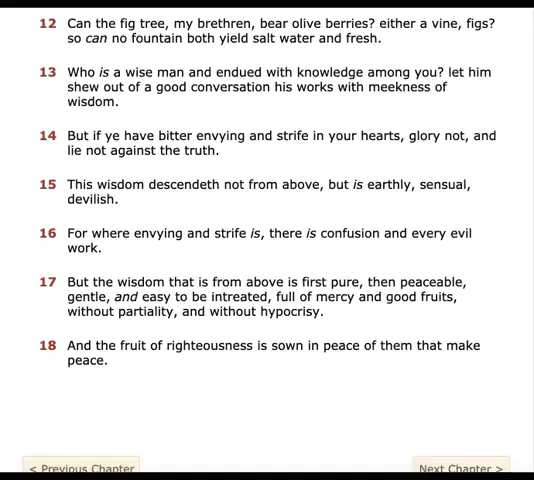 12 Can the fig tree, my brethren, bear olive berries? either a vine, figs?
so can no fountain both yield salt water and fresh.
13 Who is a wise man and endued with knowledge among you? let him
shew out of a good conversation his works with meekness of
wisdom.
14 But if ye have bitter envying and strife in your hearts, glory not, and
lie not against the truth.
15 This wisdom descendeth not from above, but is earthly, sensual,
devilish.
16 For where envying and strife is, there is confusion and every evil
work.
17 But the wisdom that is from above is first pure, then peaceable,
gentle, and easy to be intreated, full of mercy and good fruits,
without partiality, and without hypocrisy.
18 And the fruit of righteousness is sown in peace of them that make
peace.
< Previous Chapter
Next Chapter >